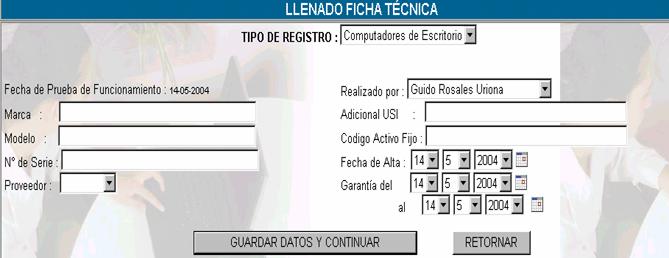 LLENADO FICHA TÉCNICA
TIPO DE REGISTRO : Computadores de Escritorio
Fecha de Prueba de Funcionamiento : 14-05-2004 Realizado por : Guido Rosales Uriona
Marca : Adicional USI :
Modelo : Codigo Activo Fijo :
N° de Serie : Fecha de Alta : 14 5 2004
Proveedor : Garantía del 14 5 2004
al 14 5 2004
GUARDAR DATOS Y CONTINUAR RETORNAR